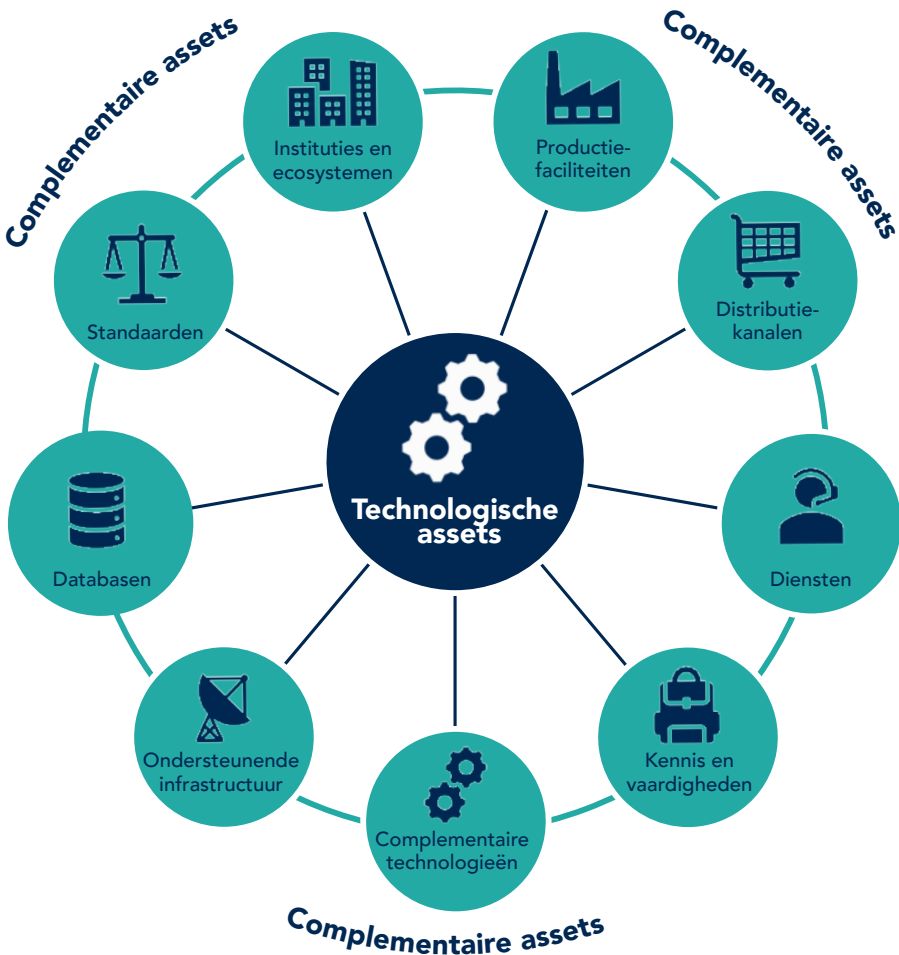 Complementaire assets
Complementaire assets
Instituties en
ecosystemen
Productie-
faciliteiten
Standaarden
Distributie-
kanalen
Technologische
assets
Databasen
Diensten
Ondersteunende
infrastructuur
Kennis en
vaardigheden
Complementaire
technologieën
Complementaire assets